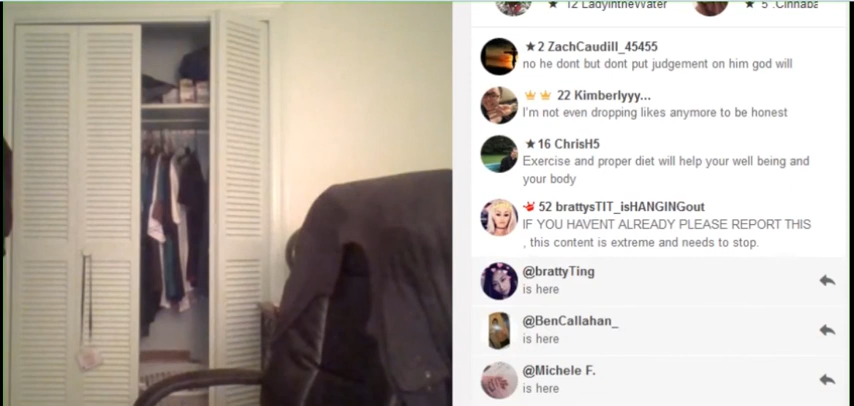 ★ 12 LadyintheWater
★ 5 .Cinnaba
★ 2 ZachCaudill_45455
no he dont but dont put judgement on him god will
22 Kimberlyyy...
I'm not even dropping likes anymore to be honest
★ 16 ChrisH5
Exercise and proper diet will help your well being and
your body
52 brattysTIT_isHANGINGout
IF YOU HAVENT ALREADY PLEASE REPORT THIS
, this content is extreme and needs to stop.
@brattyTing
is here
@BenCallahan_
is here
@Michele F.
is here